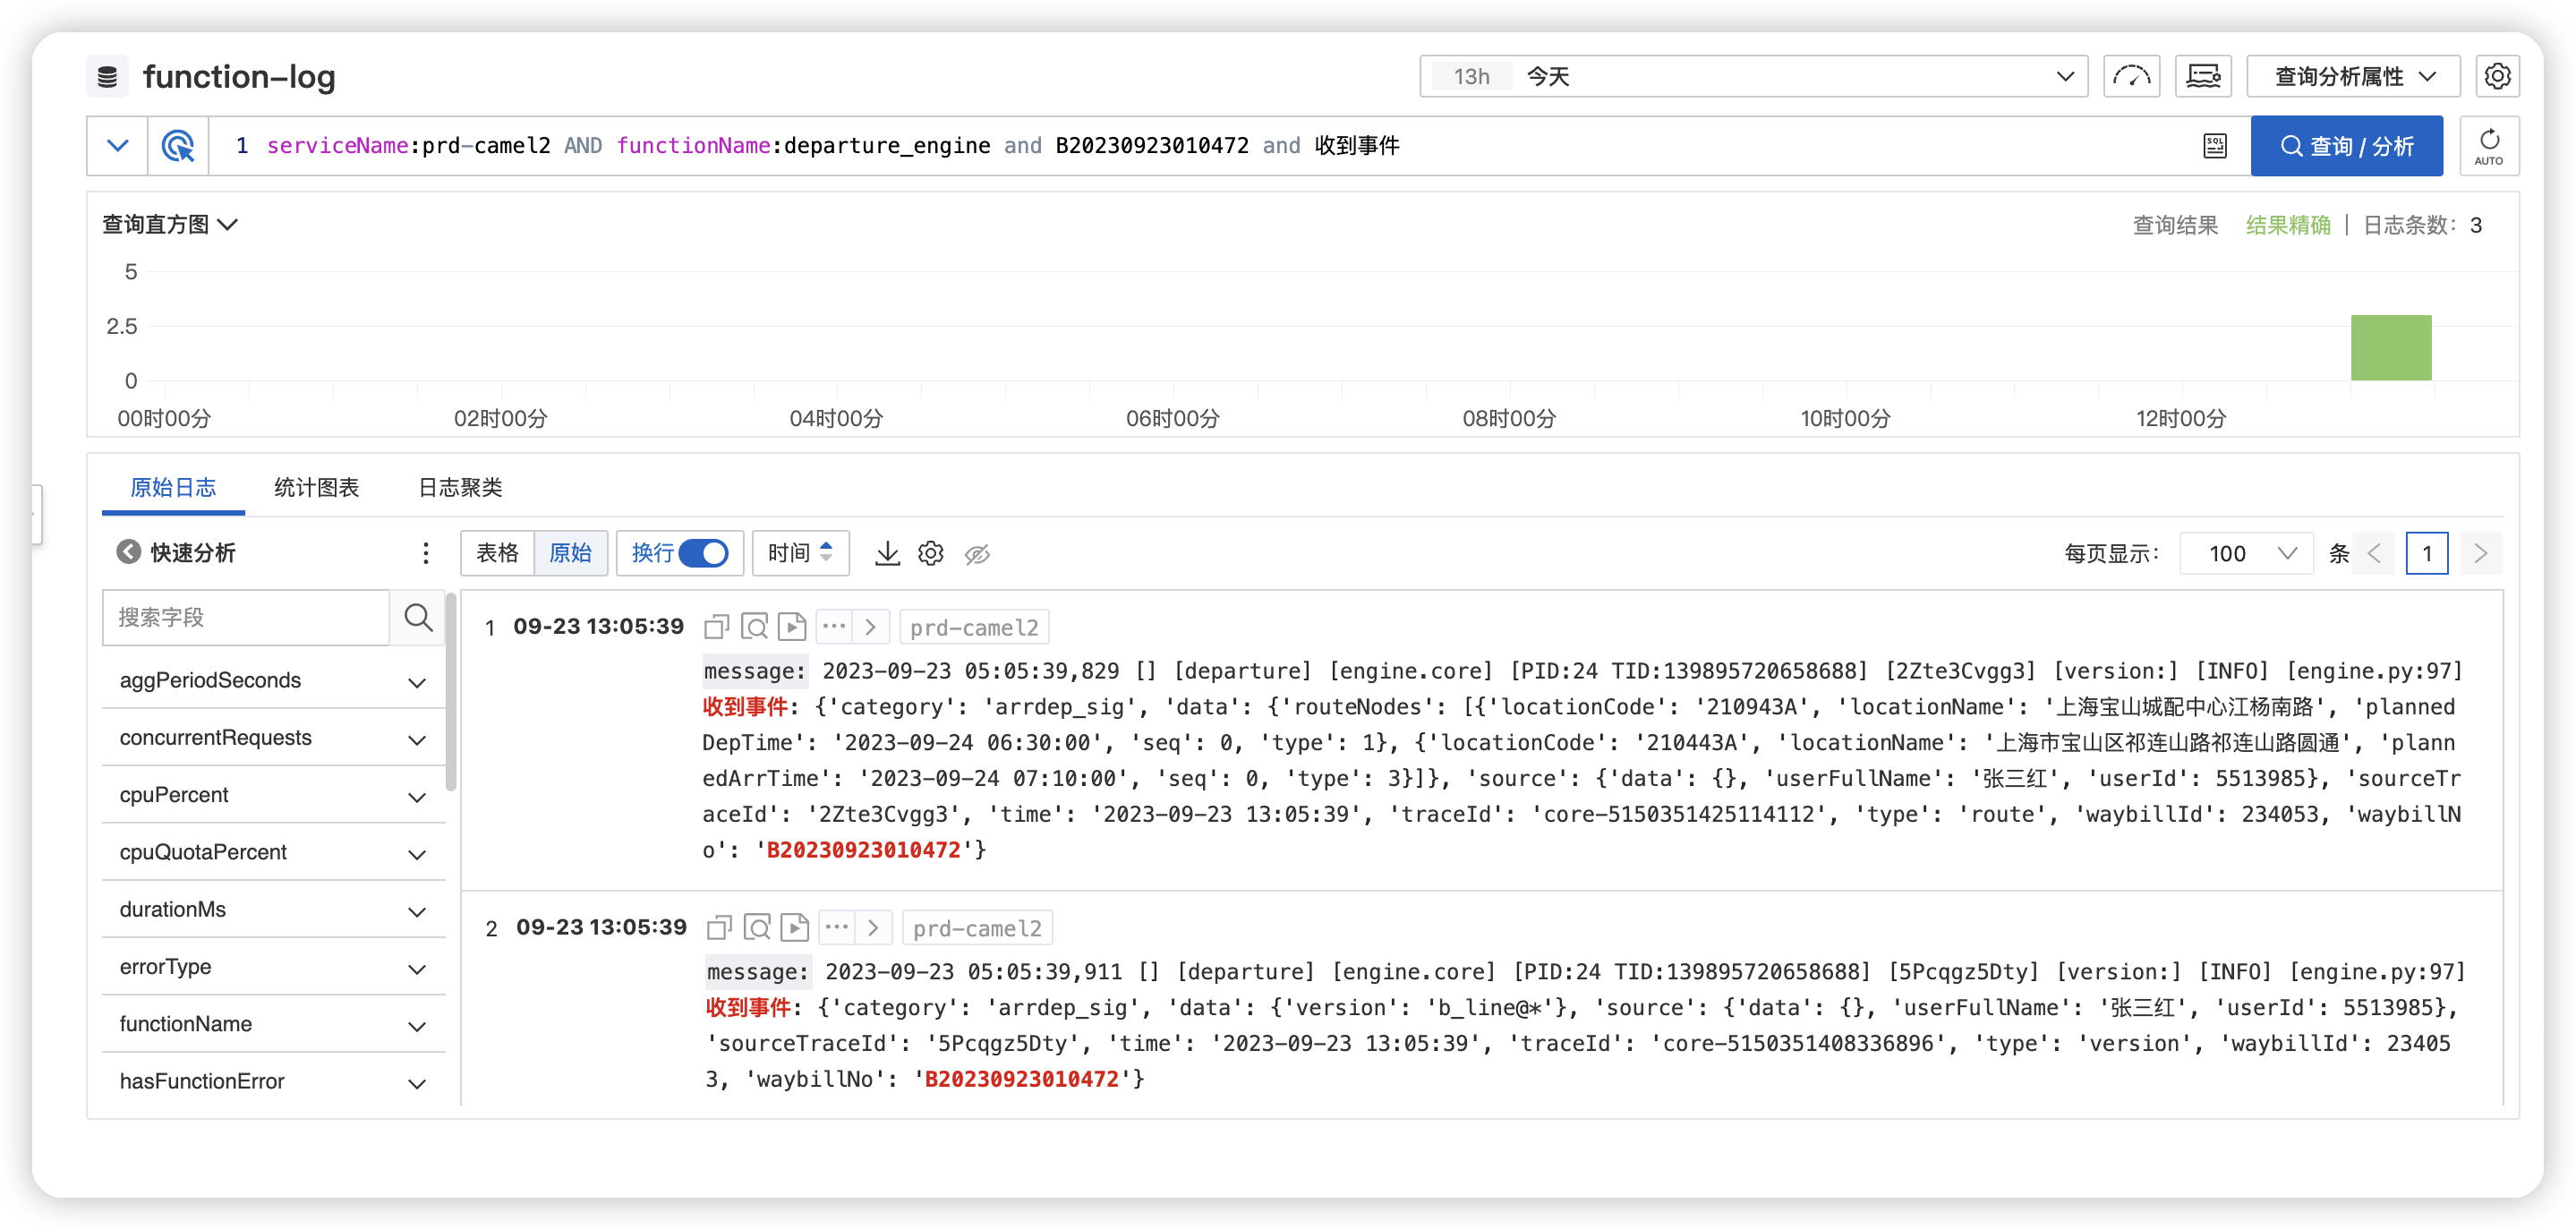 function-log
13h 今天
查询分析属性
1 serviceName:prd-camel2 AND functionName:departure_engine and B20230923010472 and 收到事件
SQL
查询 / 分析
AUTO
查询直方图
查询结果 结果精确 | 日志条数: 3
5
2.5
0
00时00分 02时00分 04时00分 06时00分 08时00分 10时00分 12时00分
原始日志 统计图表 日志聚类
快速分析
表格 原始 换行 时间
每页显示: 100 条 1
搜索字段
aggPeriodSeconds
concurrentRequests
cpuPercent
cpuQuotaPercent
durationMs
errorType
functionName
hasFunctionError
1 09-23 13:05:39 ··· prd-camel2
message: 2023-09-23 05:05:39,829 [] [departure] [engine.core] [PID:24 TID:139895720658688] [2Zte3Cvgg3] [version:] [INFO] [engine.py:97]
收到事件: {'category': 'arrdep_sig', 'data': {'routeNodes': [{'locationCode': '210943A', 'locationName': '上海宝山城配中心江杨南路', 'planned
DepTime': '2023-09-24 06:30:00', 'seq': 0, 'type': 1}, {'locationCode': '210443A', 'locationName': '上海市宝山区祁连山路祁连山路圆通', 'plann
edArrTime': '2023-09-24 07:10:00', 'seq': 0, 'type': 3}]}, 'source': {'data': {}, 'userFullName': '张三红', 'userId': 5513985}, 'sourceTr
aceId': '2Zte3Cvgg3', 'time': '2023-09-23 13:05:39', 'traceId': 'core-5150351425114112', 'type': 'route', 'waybillId': 234053, 'waybillN
o': 'B20230923010472'}
2 09-23 13:05:39 ··· prd-camel2
message: 2023-09-23 05:05:39,911 [] [departure] [engine.core] [PID:24 TID:139895720658688] [5Pcqgz5Dty] [version:] [INFO] [engine.py:97]
收到事件: {'category': 'arrdep_sig', 'data': {'version': 'b_line@*'}, 'source': {'data': {}, 'userFullName': '张三红', 'userId': 5513985},
'sourceTraceId': '5Pcqgz5Dty', 'time': '2023-09-23 13:05:39', 'traceId': 'core-5150351408336896', 'type': 'version', 'waybillId': 23405
3, 'waybillNo': 'B20230923010472'}